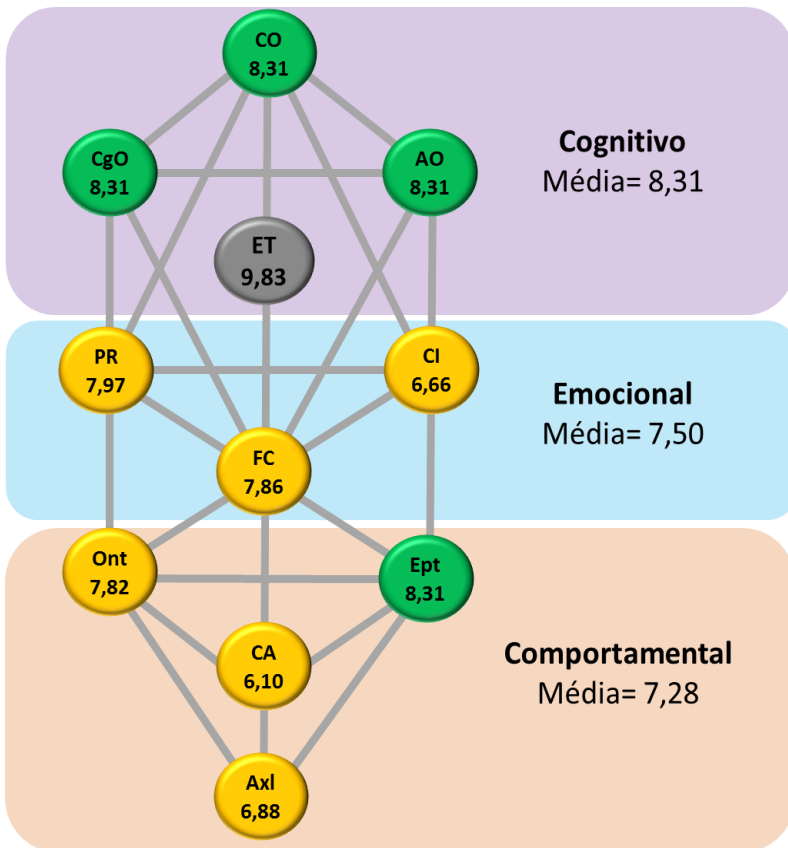 CO
8,31
CgO
8,31
AO
8,31
Cognitivo
Média= 8,31
ET
9,83
PR
7,97
CI
6,66
Emocional
Média= 7,50
FC
7,86
Ont
7,82
Ept
8,31
CA
6,10
Comportamental
Média= 7,28
Axl
6,88